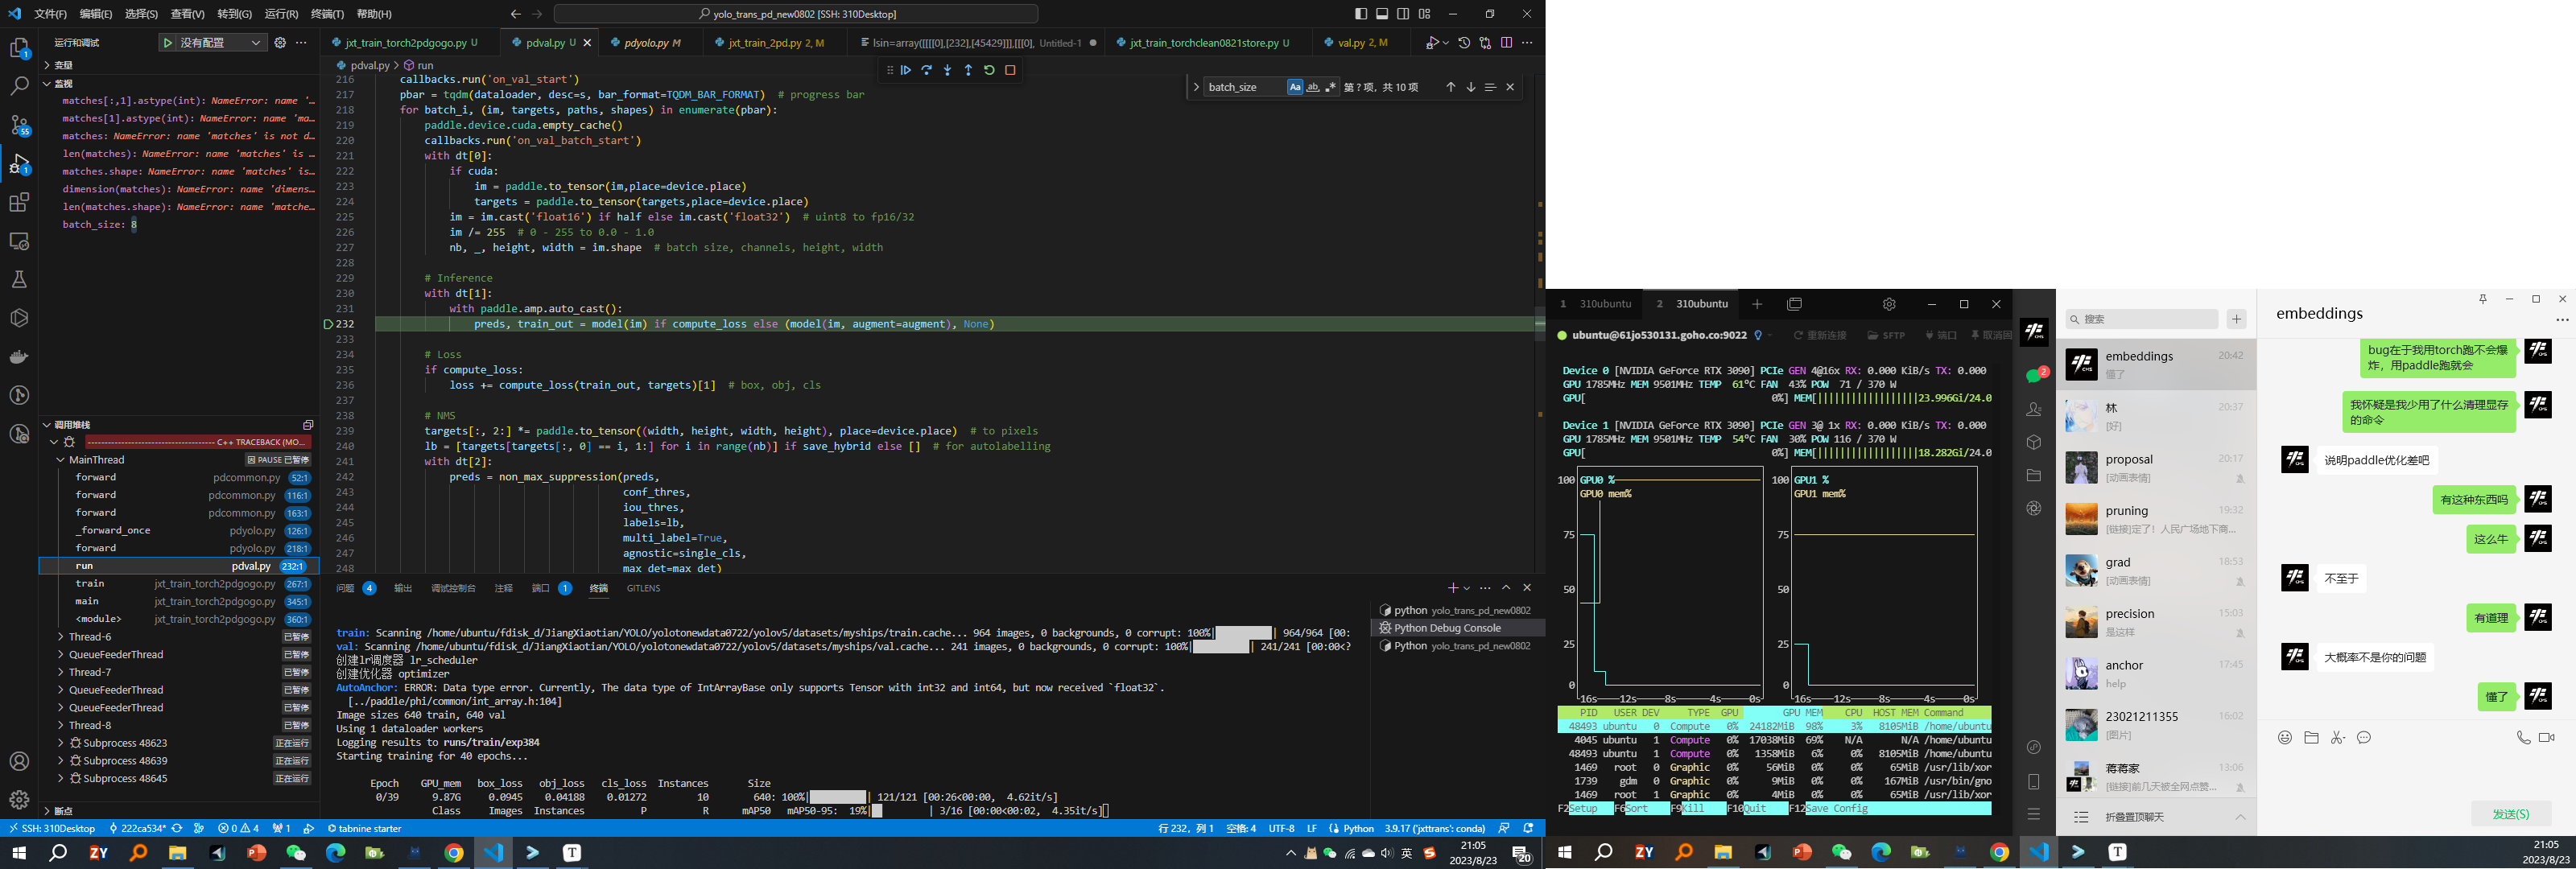 文件(F) 编辑(E) 选择(S) 查看(V) 转到(G) 运行(R) 终端(T) 帮助(H)
yolo_trans_pd_new0802 [SSH: 310Desktop]
运行和调试
没有配置
jxt_train_torch2pdgogo.py U
pdval.py U
pdyolo.py M
jxt_train_2pd.py 2, M
lsin=array([[[[0],[232],[45429]]],[[[0], Untitled-1
jxt_train_torchclean0821store.py U
val.py 2, M
变量
监视
matches[:,1].astype(int): NameError: name '…
matches[1].astype(int): NameError: name 'ma…
matches: NameError: name 'matches' is not d…
len(matches): NameError: name 'matches' is …
matches.shape: NameError: name 'matches' is…
dimension(matches): NameError: name 'dimens…
len(matches.shape): NameError: name 'matche…
batch_size: 8
pdval.py > run
batch_size
第 ? 项，共 10 项
216 callbacks.run('on_val_start')
217 pbar = tqdm(dataloader, desc=s, bar_format=TQDM_BAR_FORMAT)  # progress bar
218 for batch_i, (im, targets, paths, shapes) in enumerate(pbar):
219 paddle.device.cuda.empty_cache()
220 callbacks.run('on_val_batch_start')
221 with dt[0]:
222 if cuda:
223 im = paddle.to_tensor(im,place=device.place)
224 targets = paddle.to_tensor(targets,place=device.place)
225 im = im.cast('float16') if half else im.cast('float32')  # uint8 to fp16/32
226 im /= 255  # 0 - 255 to 0.0 - 1.0
227 nb, _, height, width = im.shape  # batch size, channels, height, width
228
229 # Inference
230 with dt[1]:
231 with paddle.amp.auto_cast():
232 preds, train_out = model(im) if compute_loss else (model(im, augment=augment), None)
233
234 # Loss
235 if compute_loss:
236 loss += compute_loss(train_out, targets)[1]  # box, obj, cls
237
238 # NMS
239 targets[:, 2:] *= paddle.to_tensor((width, height, width, height), place=device.place)  # to pixels
240 lb = [targets[targets[:, 0] == i, 1:] for i in range(nb)] if save_hybrid else []  # for autolabelling
241 with dt[2]:
242 preds = non_max_suppression(preds,
243 conf_thres,
244 iou_thres,
245 labels=lb,
246 multi_label=True,
247 agnostic=single_cls,
248 max_det=max_det)
调用堆栈
C++ TRACEBACK (MO...
MainThread PAUSE 已暂停
forward pdcommon.py 52:1
forward pdcommon.py 116:1
forward pdcommon.py 163:1
_forward_once pdyolo.py 126:1
forward pdyolo.py 218:1
run pdval.py 232:1
train jxt_train_torch2pdgogo.py 267:1
main jxt_train_torch2pdgogo.py 345:1
<module> jxt_train_torch2pdgogo.py 360:1
Thread-6 已暂停
QueueFeederThread 已暂停
Thread-7 已暂停
QueueFeederThread 已暂停
QueueFeederThread 已暂停
Thread-8 已暂停
Subprocess 48623 正在运行
Subprocess 48639 正在运行
Subprocess 48645 正在运行
断点
问题 4 输出 调试控制台 注释 端口 1 终端 GITLENS
python yolo_trans_pd_new0802
Python Debug Console
Python yolo_trans_pd_new0802
train: Scanning /home/ubuntu/fdisk_d/JiangXiaotian/YOLO/yolotonewdata0722/yolov5/datasets/myships/train.cache... 964 images, 0 backgrounds, 0 corrupt: 100%| | 964/964 [00:
val: Scanning /home/ubuntu/fdisk_d/JiangXiaotian/YOLO/yolotonewdata0722/yolov5/datasets/myships/val.cache... 241 images, 0 backgrounds, 0 corrupt: 100%| | 241/241 [00:00<?
创建lr调度器 lr_scheduler
创建优化器 optimizer
AutoAnchor: ERROR: Data type error. Currently, The data type of IntArrayBase only supports Tensor with int32 and int64, but now received `float32`.
[../paddle/phi/common/int_array.h:104]
Image sizes 640 train, 640 val
Using 1 dataloader workers
Logging results to runs/train/exp384
Starting training for 40 epochs...
Epoch GPU_mem box_loss obj_loss cls_loss Instances Size
0/39 9.87G 0.0945 0.04188 0.01272 10 640: 100%| | 121/121 [00:26<00:00, 4.62it/s]
Class Images Instances P R mAP50 mAP50-95: 19%| | 3/16 [00:00<00:02, 4.35it/s]
SSH: 310Desktop 222ca534* 0 4 1 tabnine starter
行 232，列 1 空格: 4 UTF-8 LF Python 3.9.17 ('jxttrans': conda)
英
21:05
2023/8/23
20
1 310ubuntu 2 310ubuntu
ubuntu@61jo530131.goho.co:9022 重新连接 SFTP 端口 取消固
Device 0 [NVIDIA GeForce RTX 3090] PCIe GEN 4@16x RX: 0.000 KiB/s TX: 0.000
GPU 1785MHz MEM 9501MHz TEMP 61°C FAN 43% POW 71 / 370 W
GPU[ 0%] MEM[||||||||||||||||||||23.996Gi/24.0
Device 1 [NVIDIA GeForce RTX 3090] PCIe GEN 3@ 1x RX: 0.000 KiB/s TX: 0.000
GPU 1785MHz MEM 9501MHz TEMP 54°C FAN 30% POW 116 / 370 W
GPU[ 0%] MEM[||||||||||||||||||||18.282Gi/24.0
100 GPU0 % 100 GPU1 %
GPU0 mem% GPU1 mem%
75 75
50 50
25 25
0 0
16s 12s 8s 4s 0s 16s 12s 8s 4s 0s
PID USER DEV TYPE GPU GPU MEM CPU HOST MEM Command
48493 ubuntu 0 Compute 0% 24182MiB 98% 3% 8105MiB /home/ubuntu
4045 ubuntu 1 Compute 0% 17038MiB 69% N/A N/A /home/ubuntu
48493 ubuntu 1 Compute 0% 1358MiB 6% 0% 8105MiB /home/ubuntu
1469 root 0 Graphic 0% 56MiB 0% 0% 65MiB /usr/lib/xor
1739 gdm 0 Graphic 0% 9MiB 0% 0% 167MiB /usr/bin/gno
1469 root 1 Graphic 0% 4MiB 0% 0% 65MiB /usr/lib/xor
F2Setup F6Sort F9Kill F10Quit F12Save Config
搜索
embeddings 20:42
懂了
林 20:37
[好]
proposal 20:17
[动画表情]
pruning 19:32
[链接]定了！人民广场地下商...
grad 18:53
[动画表情]
precision 15:03
是这样
anchor 17:45
help
23021211355 16:02
[图片]
蒋蒋家 13:06
[链接]前几天被全网点赞...
折叠置顶聊天
embeddings
bug在于我用torch跑不会爆
炸，用paddle跑就会
我怀疑是我少用了什么清理显存
的命令
说明paddle优化差吧
有这种东西吗
这么牛
不至于
有道理
大概率不是你的问题
懂了
发送(S)
21:05
2023/8/23